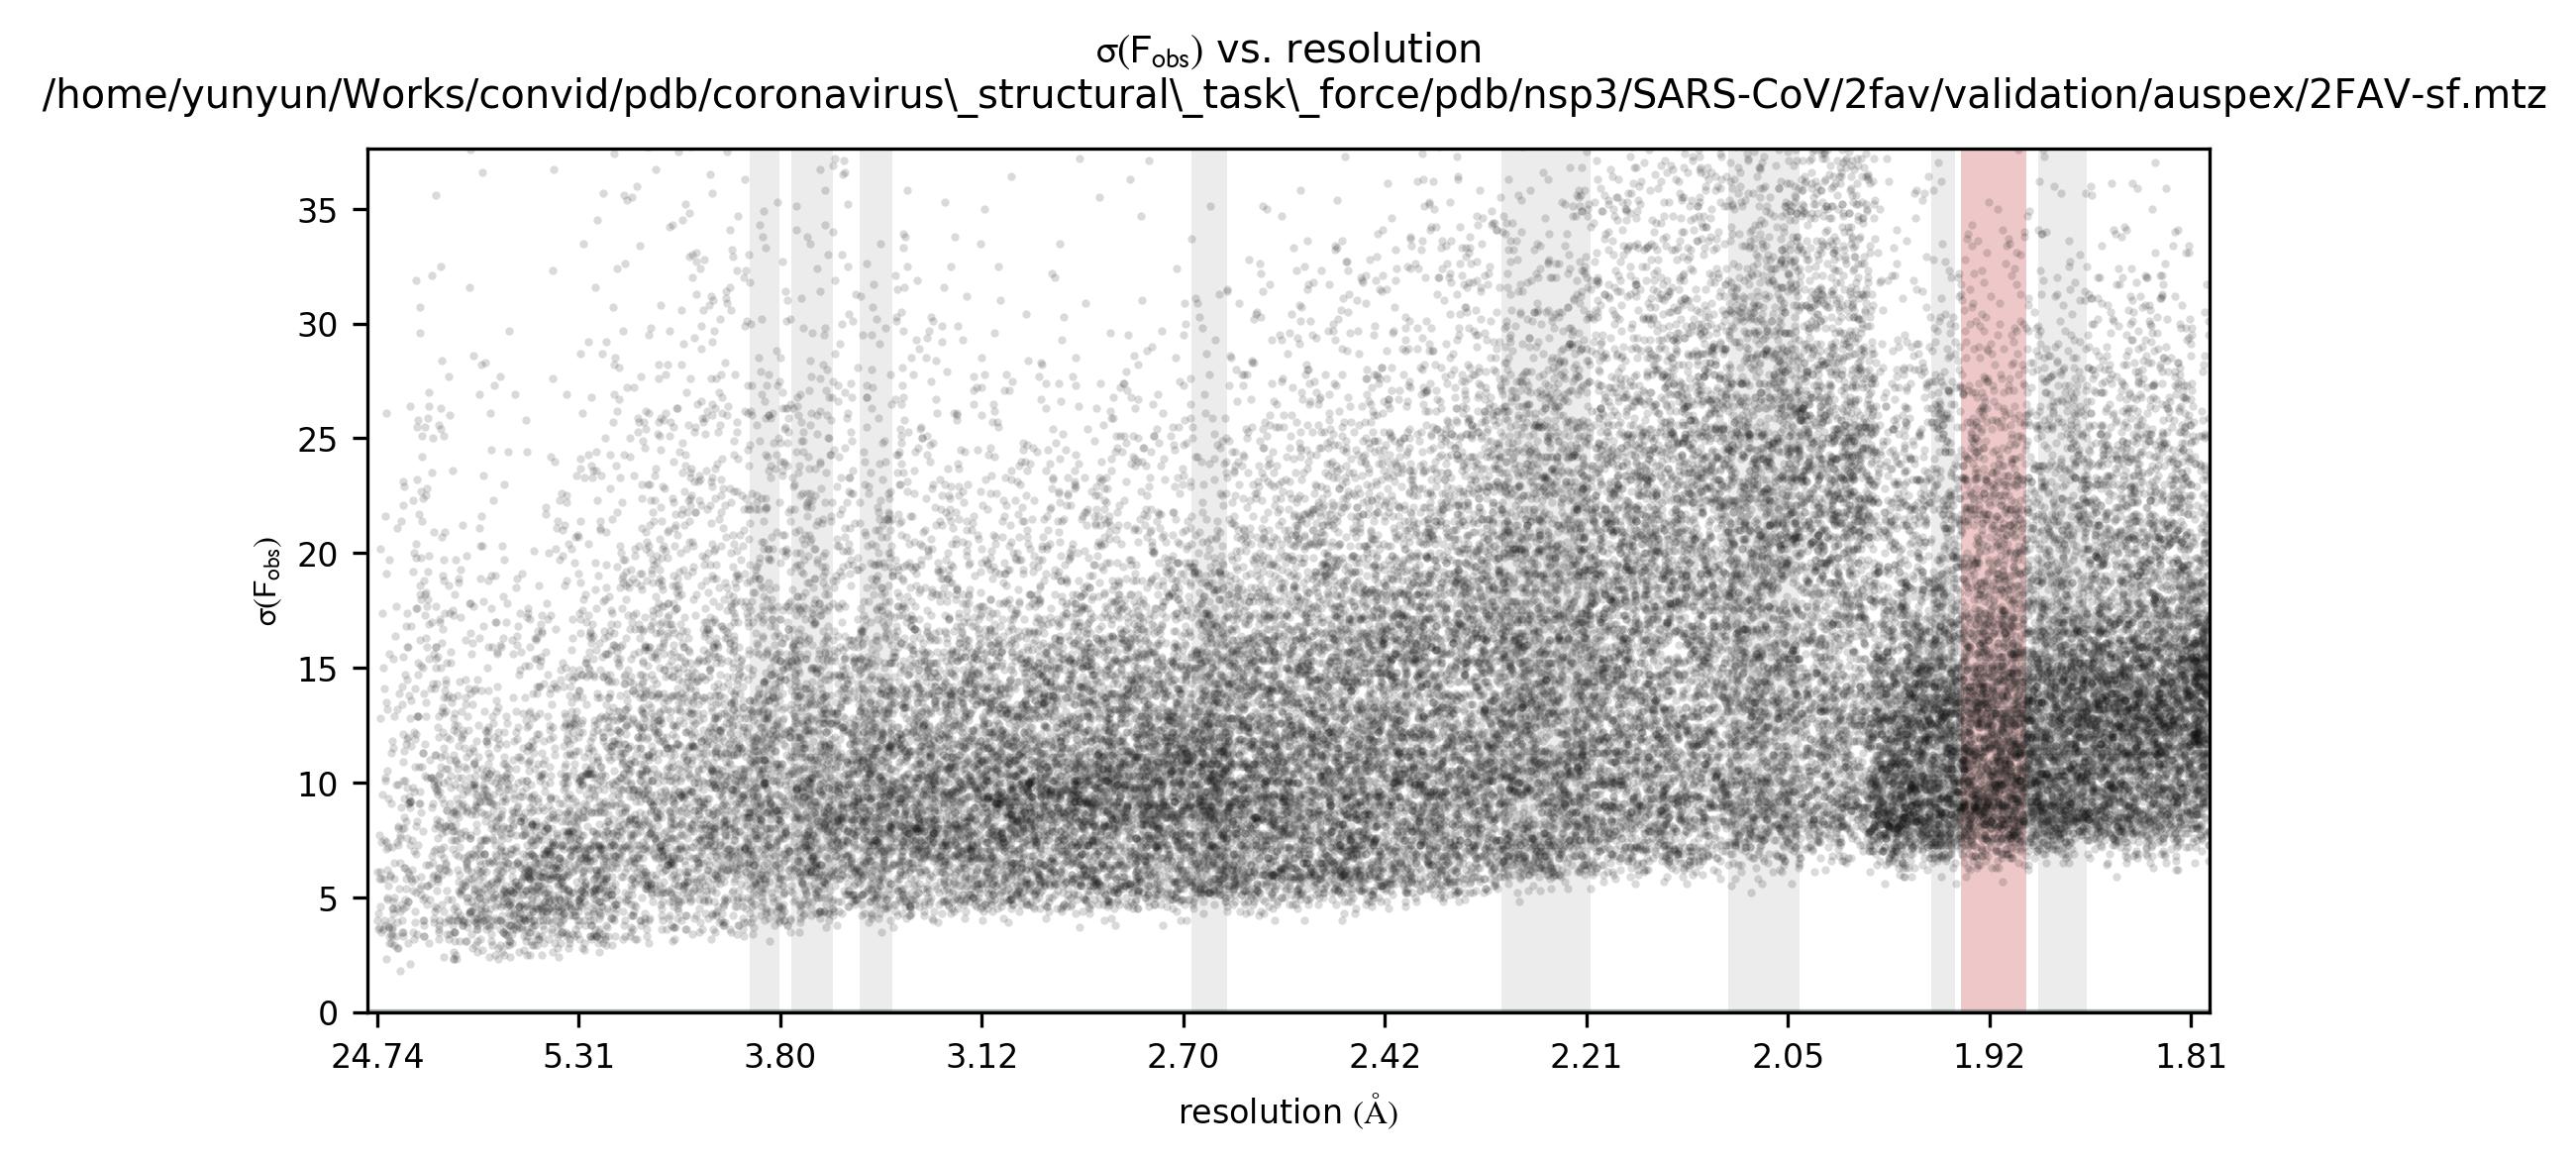 σ(Fobs) vs. resolution
/home/yunyun/Works/convid/pdb/coronavirus\_structural\_task\_force/pdb/nsp3/SARS-CoV/2fav/validation/auspex/2FAV-sf.mtz
σ(Fobs)
35
30
25
20
15
10
5
0
24.74 5.31 3.80 3.12 2.70 2.42 2.21 2.05 1.92 1.81
resolution (Å)